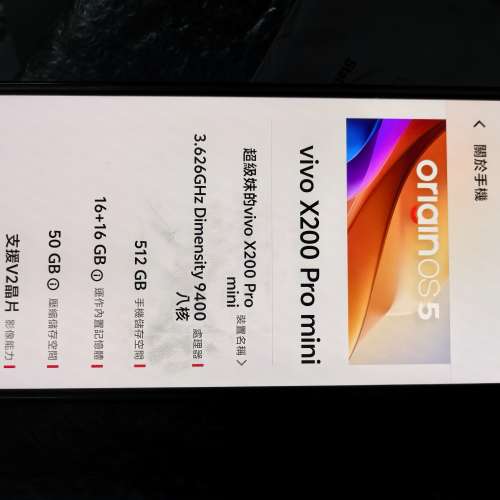 關於手機
originOS 5
vivo X200 Pro mini
超級妹的vivo X200 Pro
mini 裝置名稱
3.626GHz Dimensity 9400
八核 處理器
512 GB 手機儲存空間
16+16 GB 運作內置記憶體
50 GB 壓縮儲存空間
支援 V2晶片 影像能力